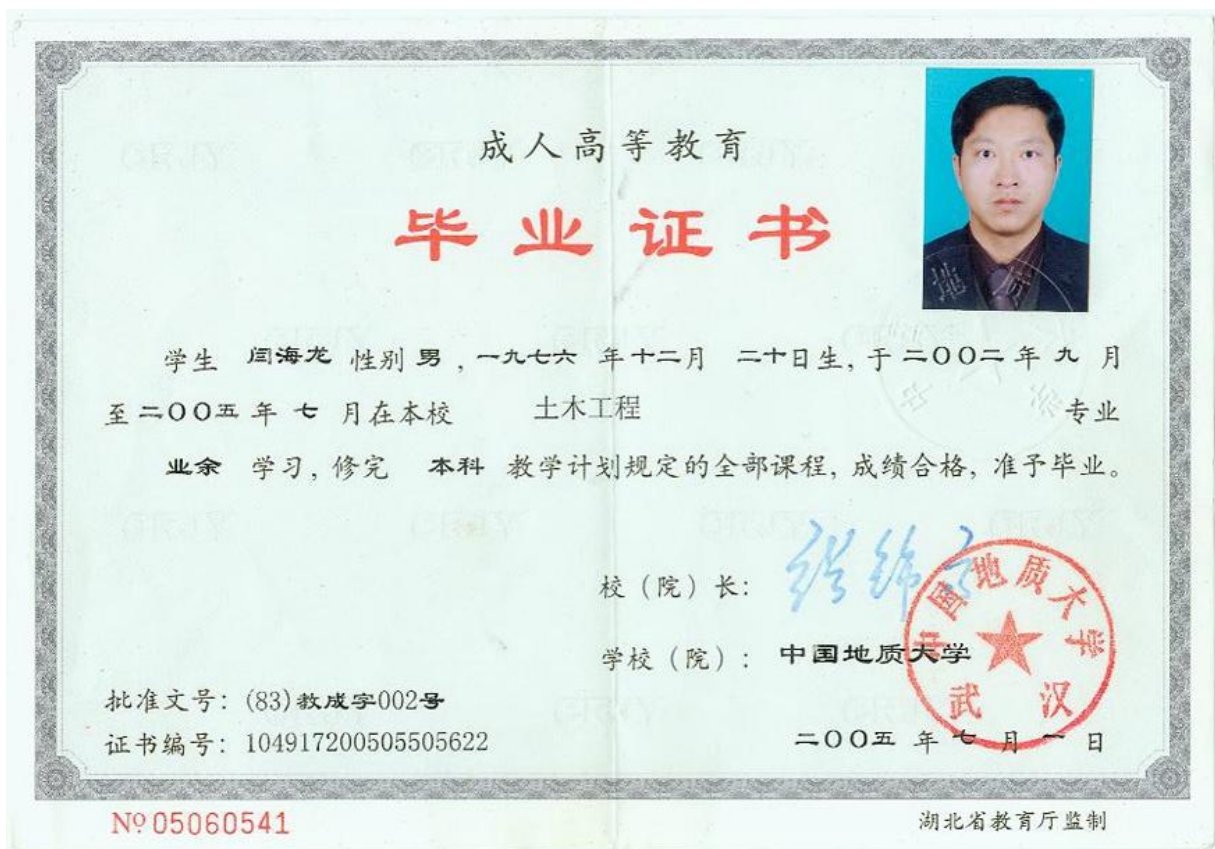 成人高等教育
毕业证书
学生 闫海龙 性别 男，一九七六 年十二月 二十日生，于二〇〇二年 九 月
至二〇〇五年 七 月在本校 土木工程 专业
业余 学习，修完 本科 教学计划规定的全部课程，成绩合格，准予毕业。
校（院）长：
学校（院）：中国地质大学
中国地质大学
武汉
批准文号：(83)教成字002号
证书编号：104917200505505622
二〇〇五 年 七 月 一 日
№ 05060541
湖北省教育厅监制